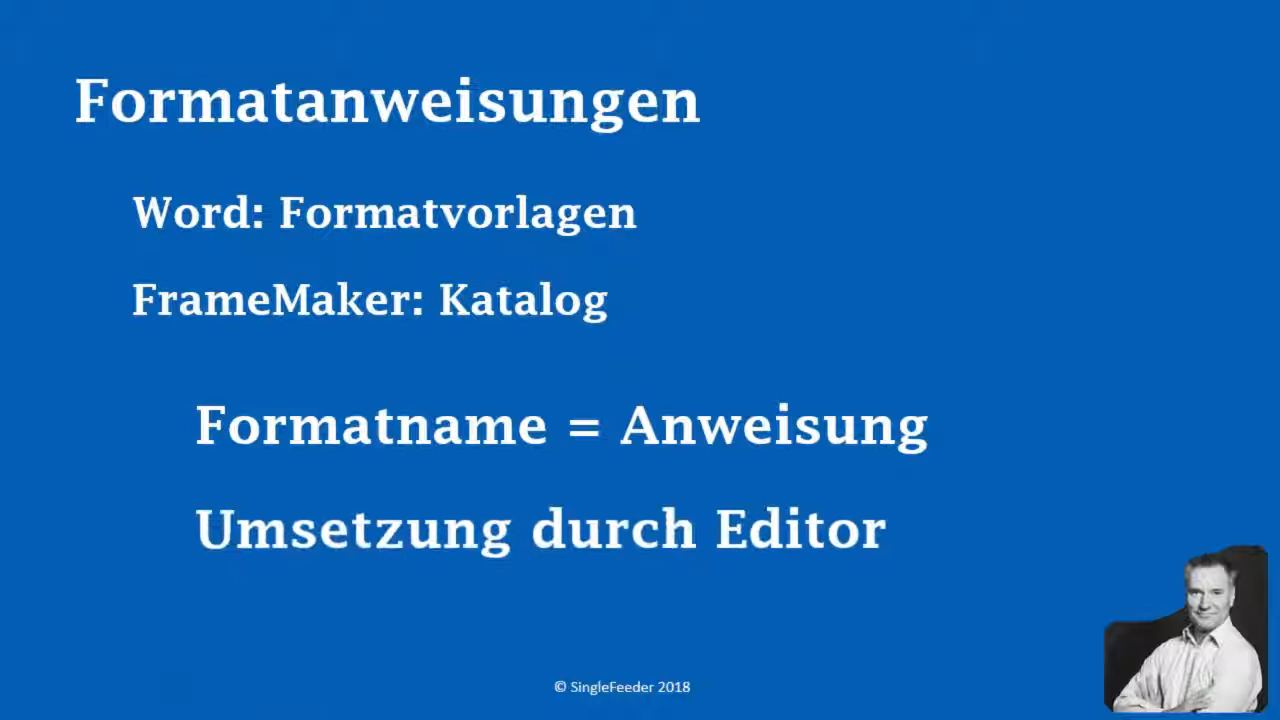 Formatanweisungen
Word: Formatvorlagen
FrameMaker: Katalog
Formatname = Anweisung
Umsetzung durch Editor
© SingleFeeder 2018